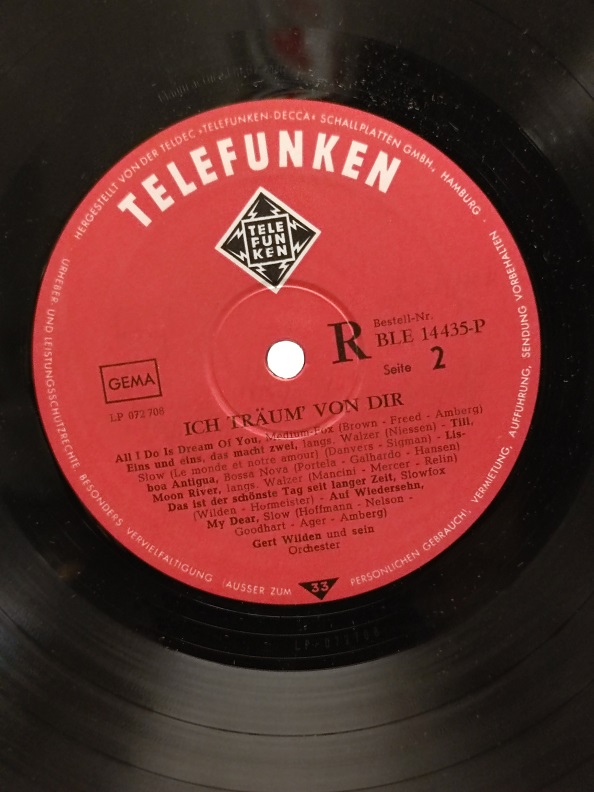 HERGESTELLT VON DER TELDEC »TELEFUNKEN-DECCA« SCHALLPLATTEN GMBH., HAMBURG ·
TELEFUNKEN
TELE
FUN
KEN
R
Bestell-Nr.
BLE 14435-P
Seite 2
GEMA
LP 072708
ICH TRÄUM' VON DIR
All I Do Is Dream Of You, Mediumfox (Brown - Freed - Amberg)
Eins und eins, das macht zwei, langs. Walzer (Niessen) - Till,
Slow (Le monde et notre amour) (Danvers - Sigman) - Lis-
boa Antigua, Bossa Nova (Portela - Galhardo - Hansen)
Moon River, langs. Walzer (Mancini - Mercer - Relin)
Das ist der schönste Tag seit langer Zeit, Slowfox
(Wilden - Hormeister) - Auf Wiedersehn,
My Dear, Slow (Hoffmann - Nelson -
Goodhart - Ager - Amberg)
Gert Wilden und sein
Orchester
33
URHEBER- UND LEISTUNGSSCHUTZRECHTE, BESONDERS VERVIELFÄLTIGUNG (AUSSER ZUM PERSÖNLICHEN GEBRAUCH), VERMIETUNG, AUFFÜHRUNG, SENDUNG VORBEHALTEN ·